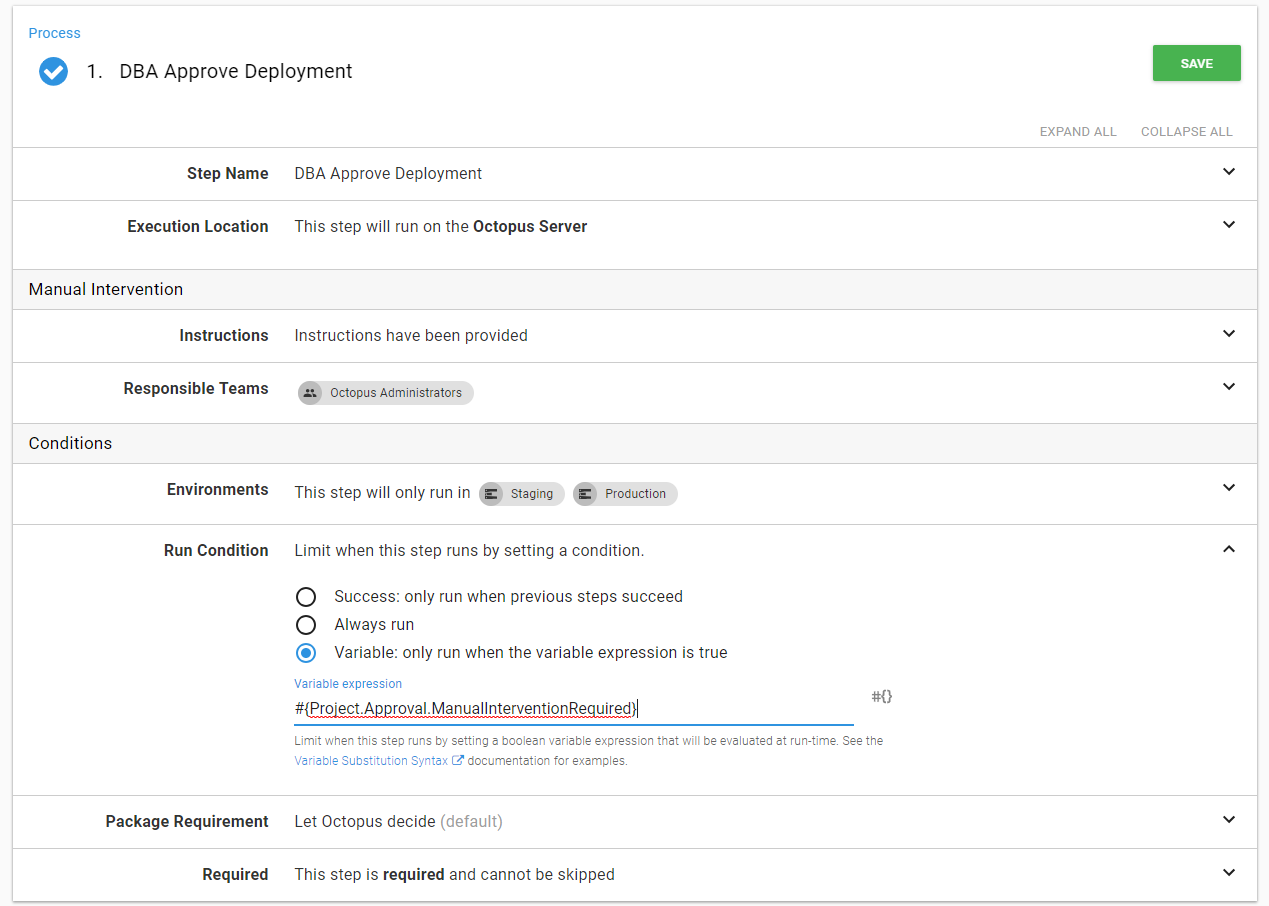 Process
1. DBA Approve Deployment
SAVE
EXPAND ALL COLLAPSE ALL
Step Name DBA Approve Deployment
Execution Location This step will run on the Octopus Server
Manual Intervention
Instructions Instructions have been provided
Responsible Teams Octopus Administrators
Conditions
Environments This step will only run in Staging Production
Run Condition Limit when this step runs by setting a condition.
Success: only run when previous steps succeed
Always run
Variable: only run when the variable expression is true
Variable expression
#{Project.Approval.ManualInterventionRequired}
#{}
Limit when this step runs by setting a boolean variable expression that will be evaluated at run-time. See the
Variable Substitution Syntax documentation for examples.
Package Requirement Let Octopus decide (default)
Required This step is required and cannot be skipped